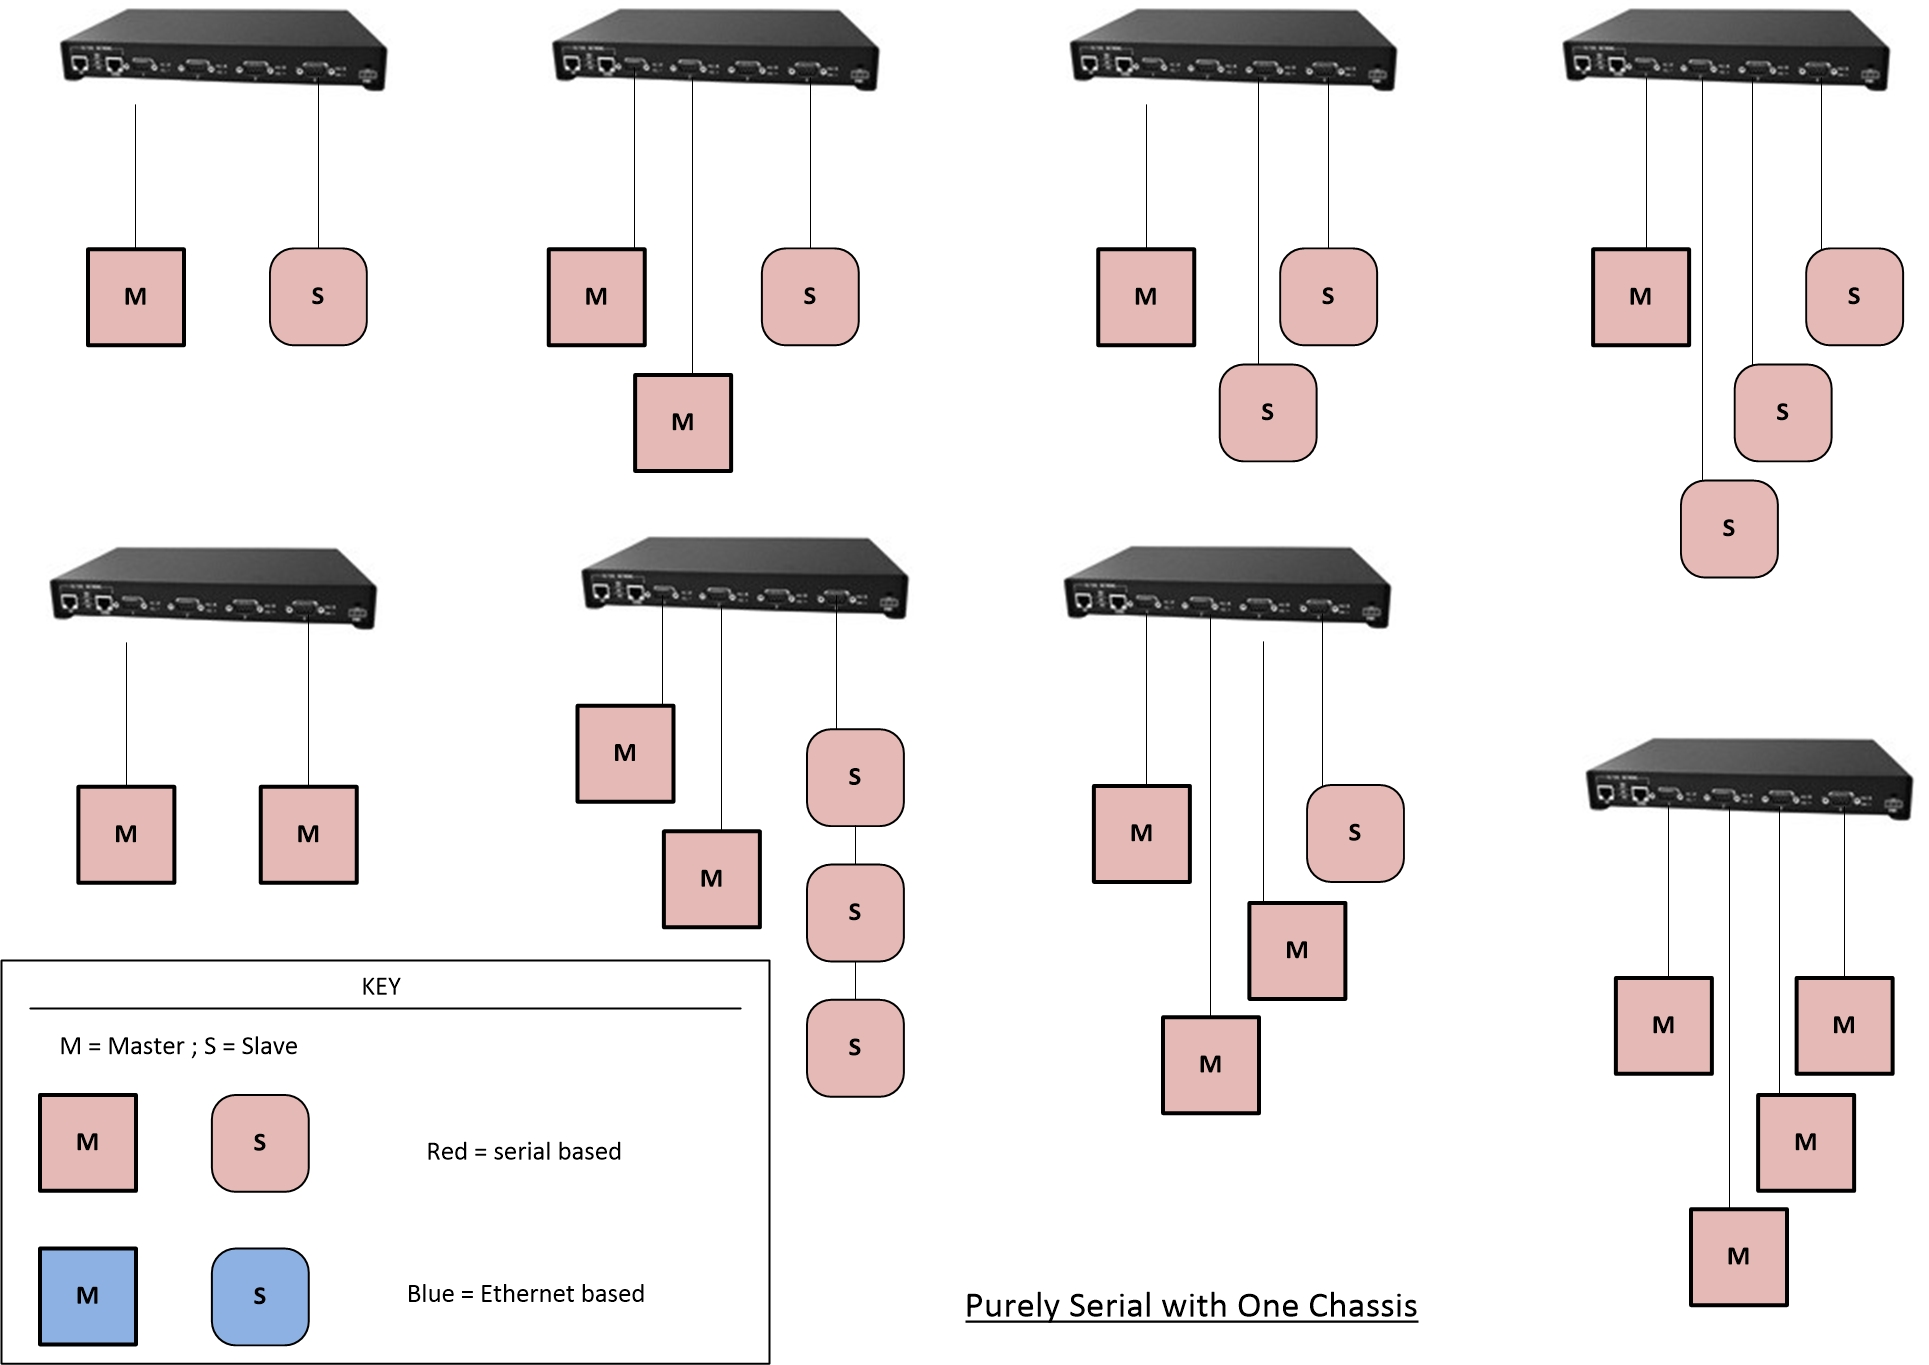 M
S
M
S
M
M
S
S
M
S
S
S
M
M
M
S
M
S
S
M
S
M
M
M
M
M
M
KEY
M = Master ; S = Slave
M
S
Red = serial based
M
S
Blue = Ethernet based
Purely Serial with One Chassis